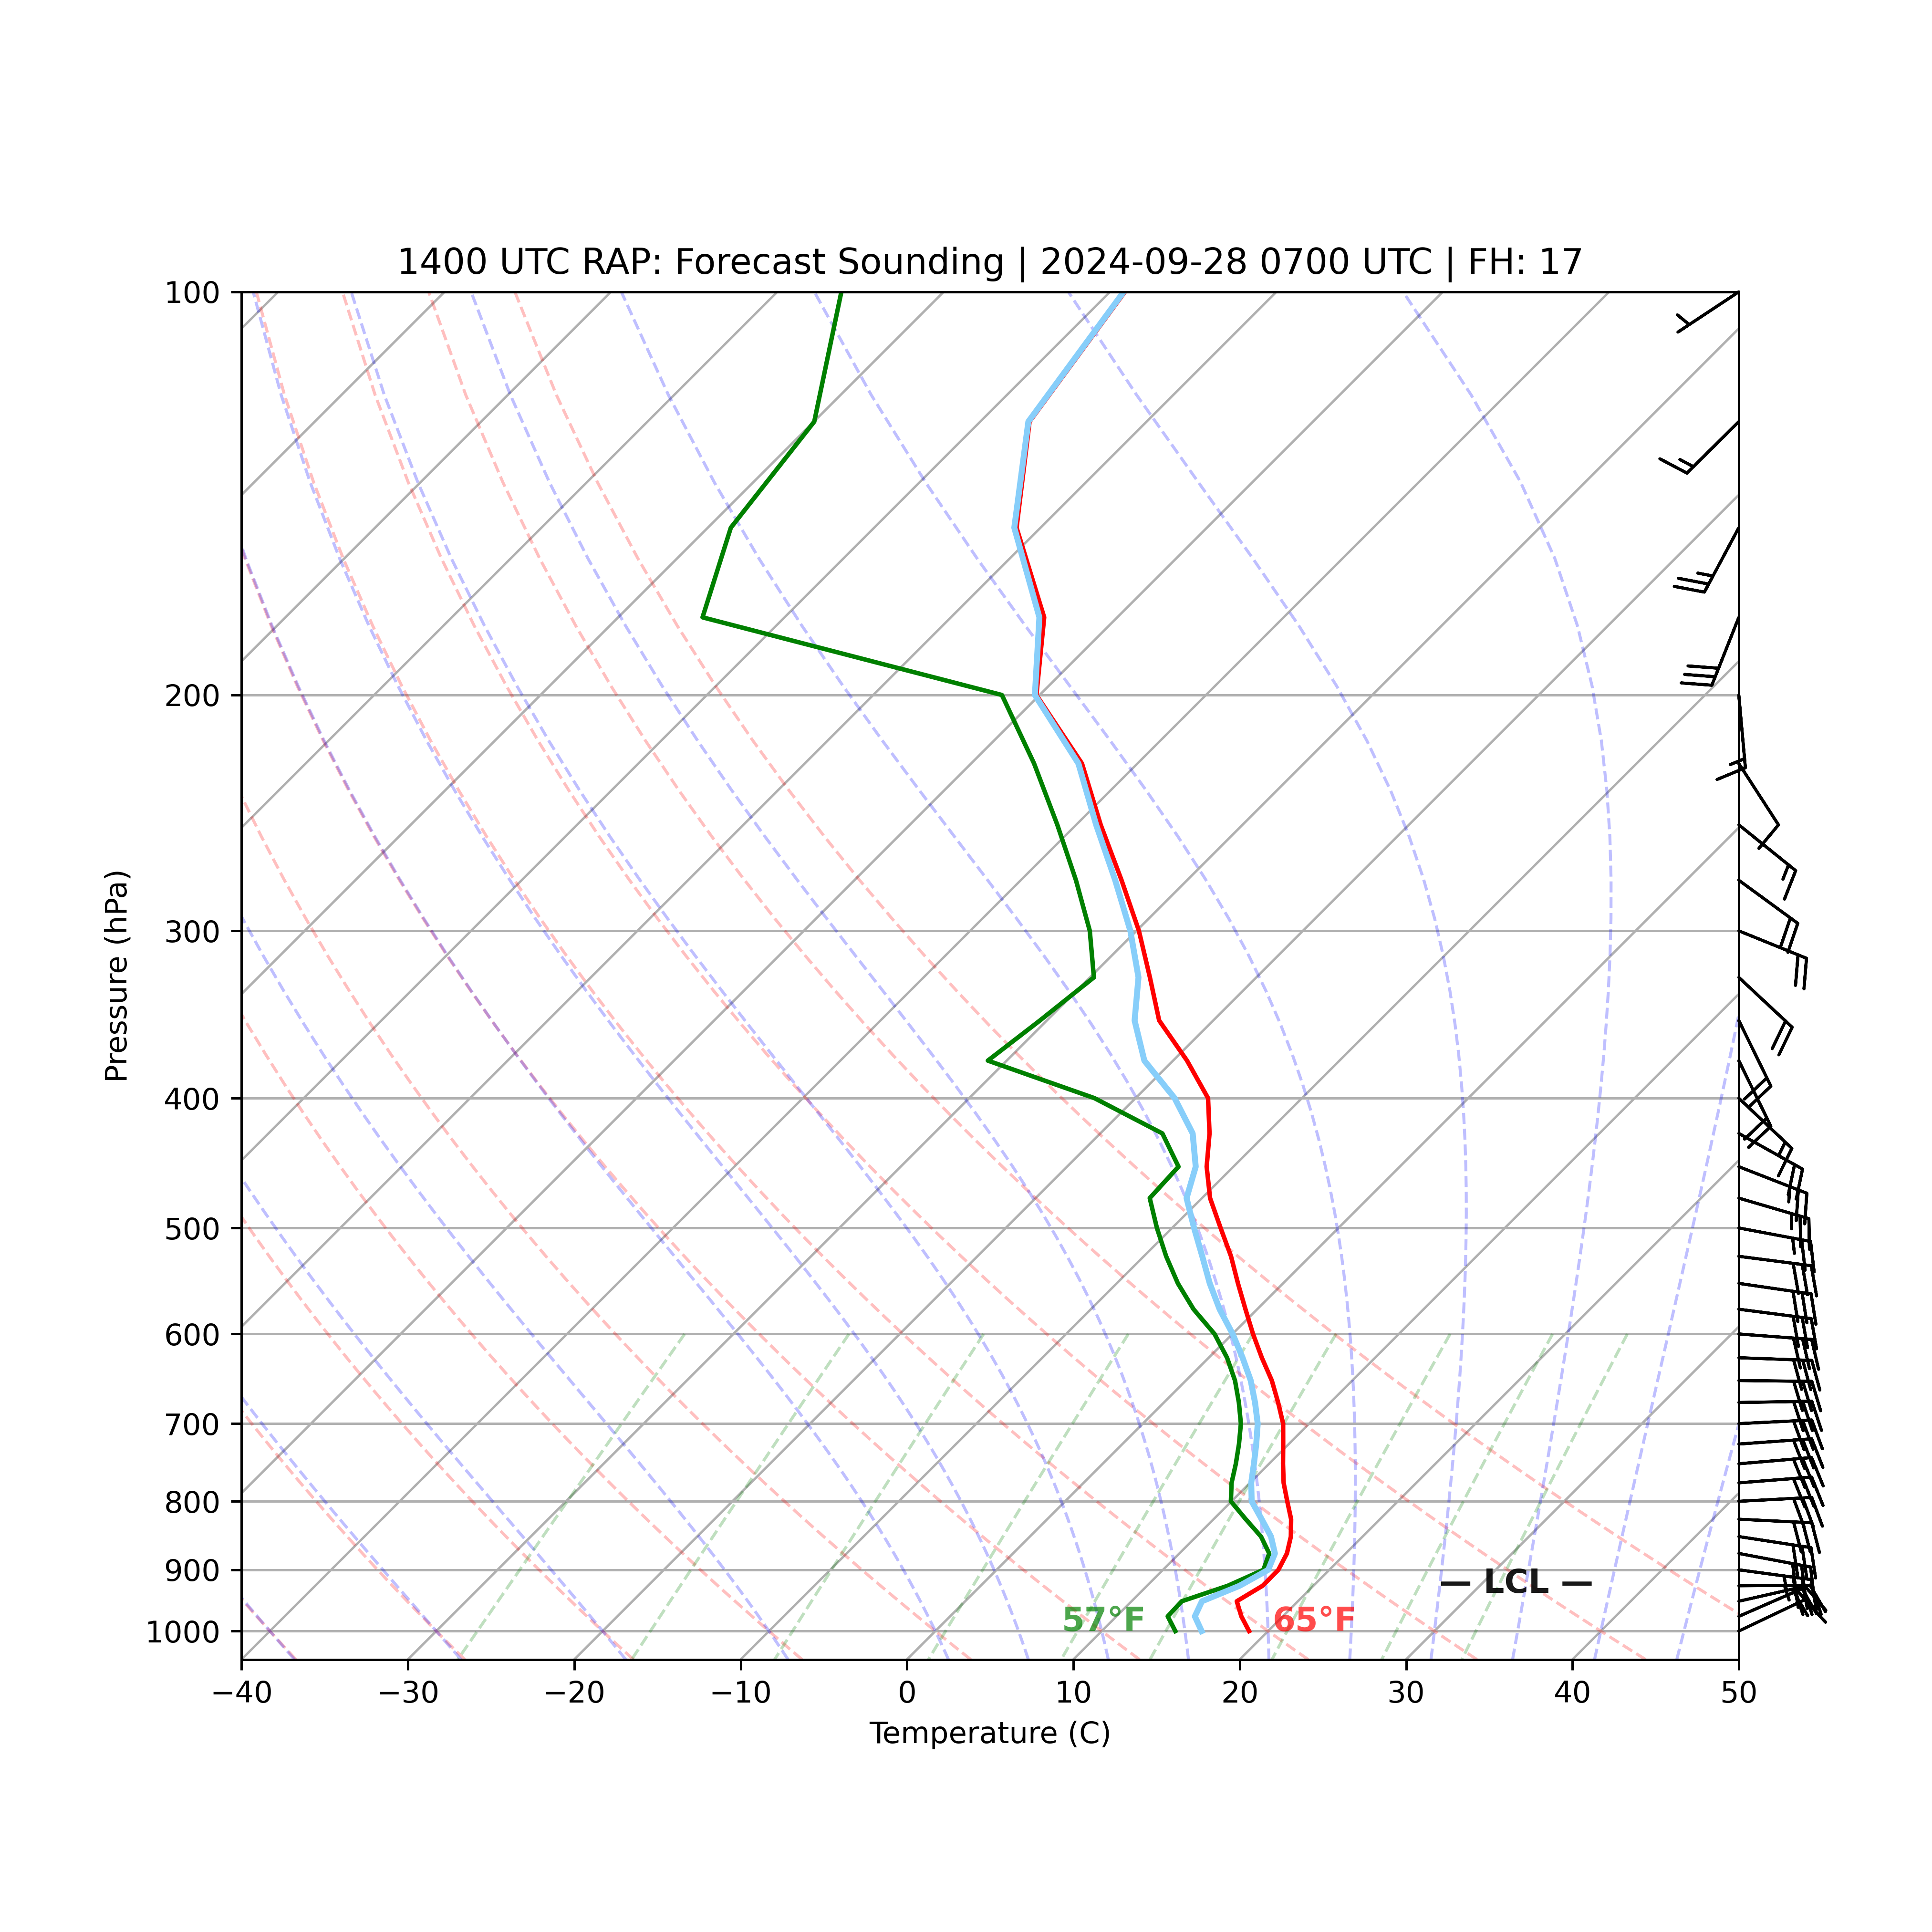 1400 UTC RAP: Forecast Sounding | 2024-09-28 0700 UTC | FH: 17
100
200
300
400
500
600
700
800
900
1000
Pressure (hPa)
— LCL —
57°F
65°F
−40 −30 −20 −10 0 10 20 30 40 50
Temperature (C)